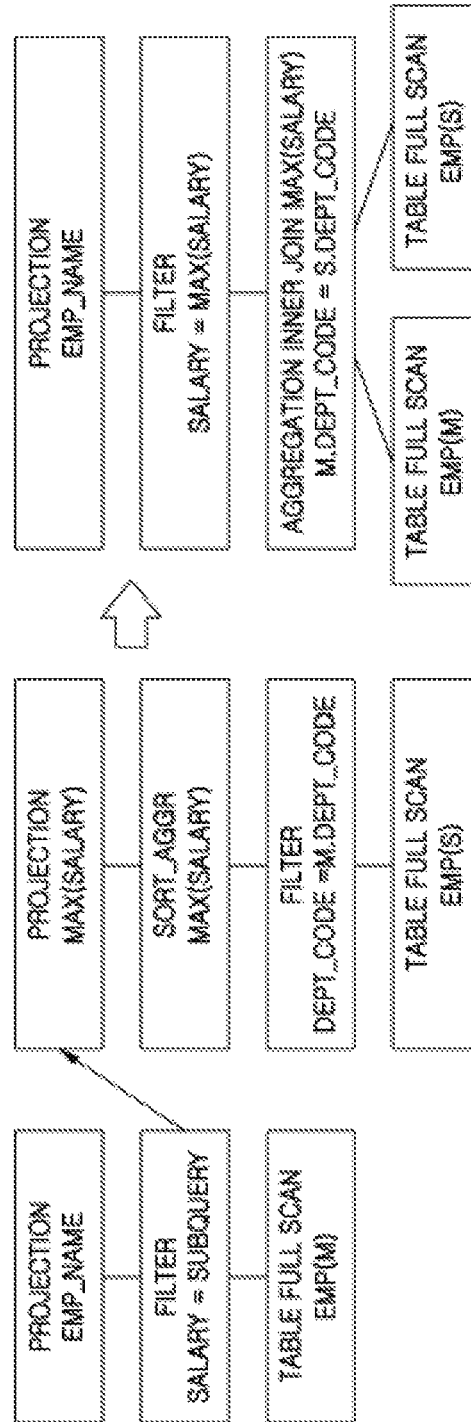 PROJECTION
EMP_NAME
FILTER
SALARY = SUBQUERY
TABLE FULL SCAN
EMP(M)
PROJECTION
MAX(SALARY)
SORT_AGGR
MAX(SALARY)
FILTER
DEPT_CODE =M.DEPT_CODE
TABLE FULL SCAN
EMP(S)
PROJECTION
EMP_NAME
FILTER
SALARY = MAX(SALARY)
AGGREGATION INNER JOIN MAX(SALARY)
M.DEPT_CODE = S.DEPT_CODE
TABLE FULL SCAN
EMP(M)
TABLE FULL SCAN
EMP(S)